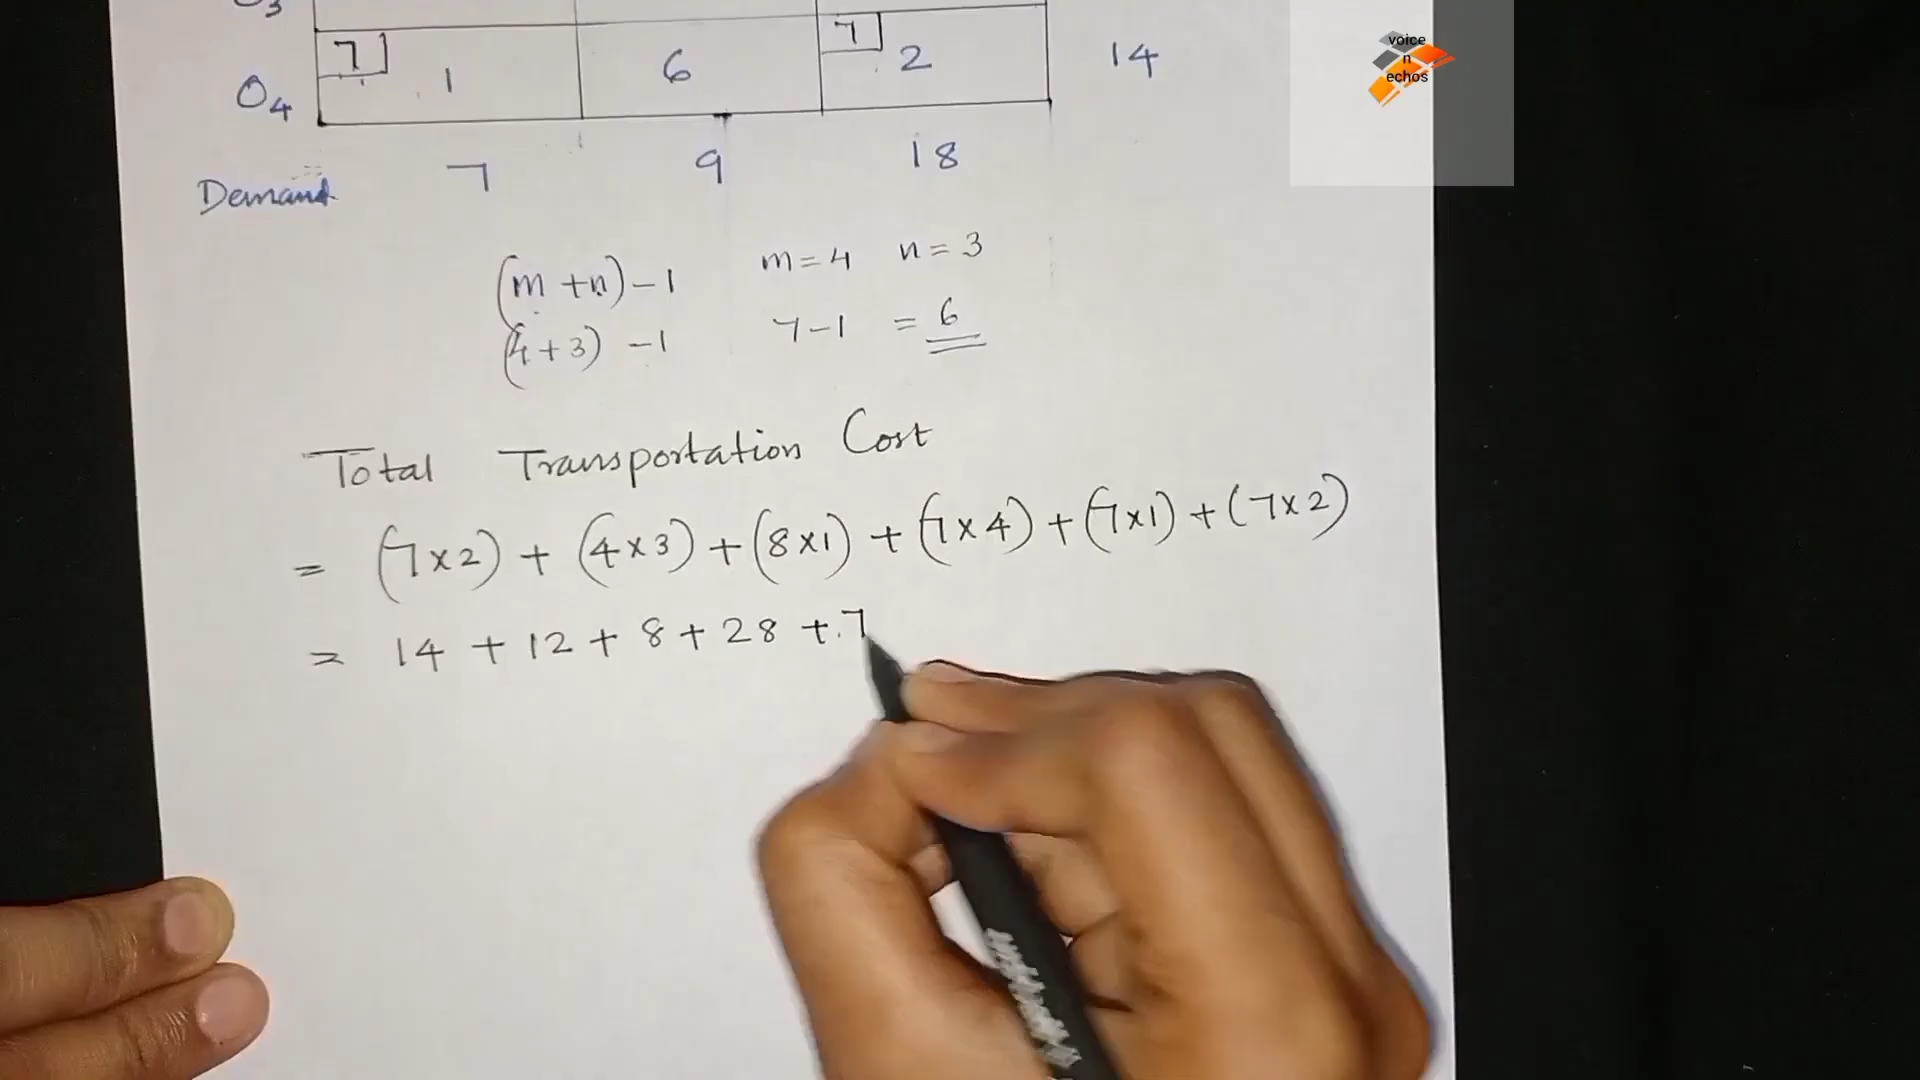 7 7
O4 1 6 2 14
Demand 7 9 18
(m+n)-1 m=4 n=3
(4+3) -1 7-1 = 6
Total Transportation Cost
= (7x2) + (4x3) + (8x1) + (7x4) + (7x1) + (7x2)
= 14 + 12 + 8 + 28 + 7
voice
n
echos